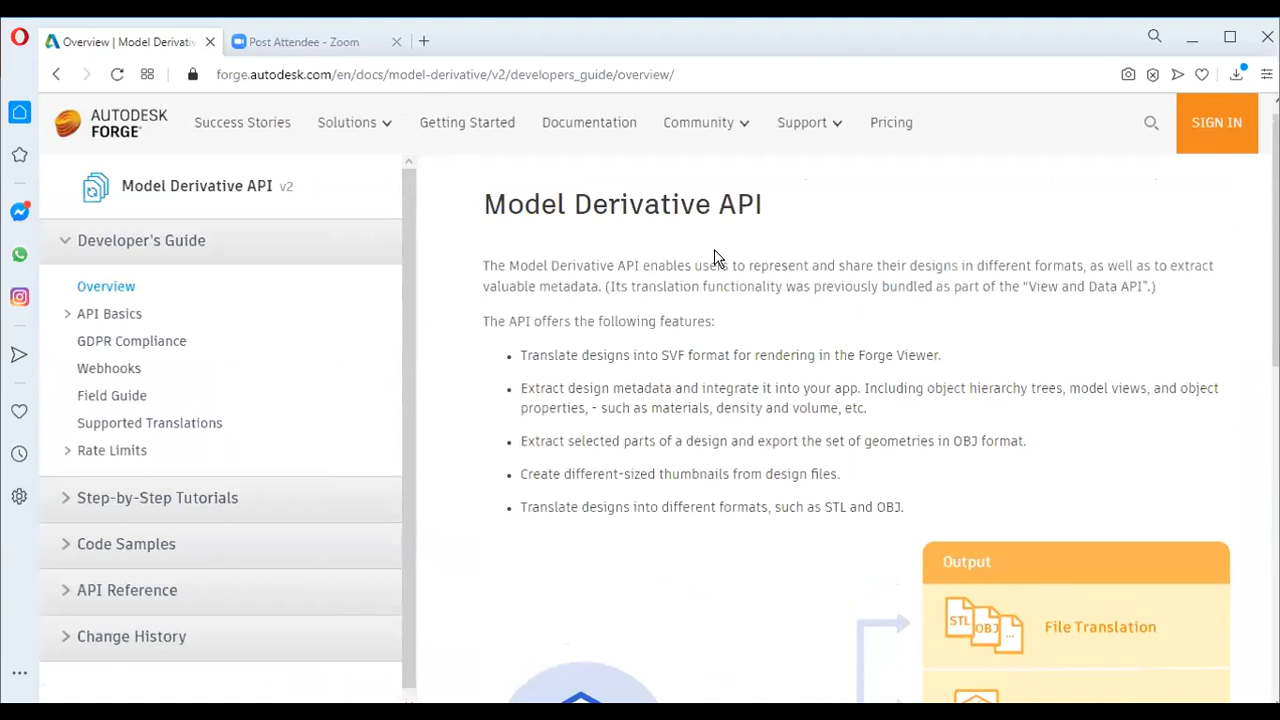 Overview | Model Derivati
Post Attendee - Zoom
forge.autodesk.com/en/docs/model-derivative/v2/developers_guide/overview/
AUTODESK
FORGE
Success Stories
Solutions
Getting Started
Documentation
Community
Support
Pricing
SIGN IN
Model Derivative API v2
Developer's Guide
Overview
API Basics
GDPR Compliance
Webhooks
Field Guide
Supported Translations
Rate Limits
Step-by-Step Tutorials
Code Samples
API Reference
Change History
Model Derivative API
The Model Derivative API enables users to represent and share their designs in different formats, as well as to extract
valuable metadata. (Its translation functionality was previously bundled as part of the “View and Data API”.)
The API offers the following features:
• Translate designs into SVF format for rendering in the Forge Viewer.
• Extract design metadata and integrate it into your app. Including object hierarchy trees, model views, and object
properties, - such as materials, density and volume, etc.
• Extract selected parts of a design and export the set of geometries in OBJ format.
• Create different-sized thumbnails from design files.
• Translate designs into different formats, such as STL and OBJ.
Output
STL OBJ ...
File Translation